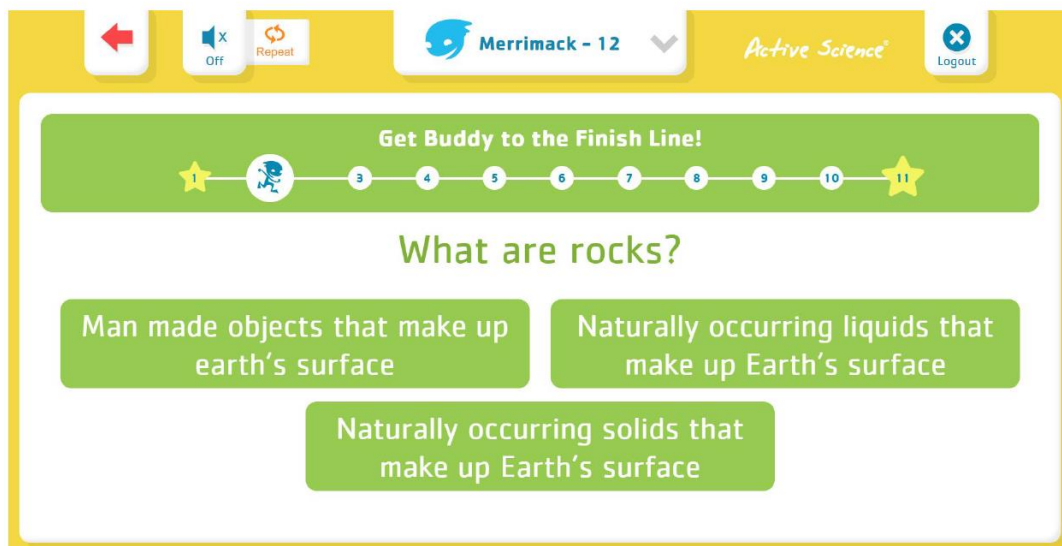 Off
Repeat
Merrimack - 12
Active Science®
Logout
Get Buddy to the Finish Line!
1 3 4 5 6 7 8 9 10 11
What are rocks?
Man made objects that make up
earth's surface
Naturally occurring liquids that
make up Earth's surface
Naturally occurring solids that
make up Earth's surface